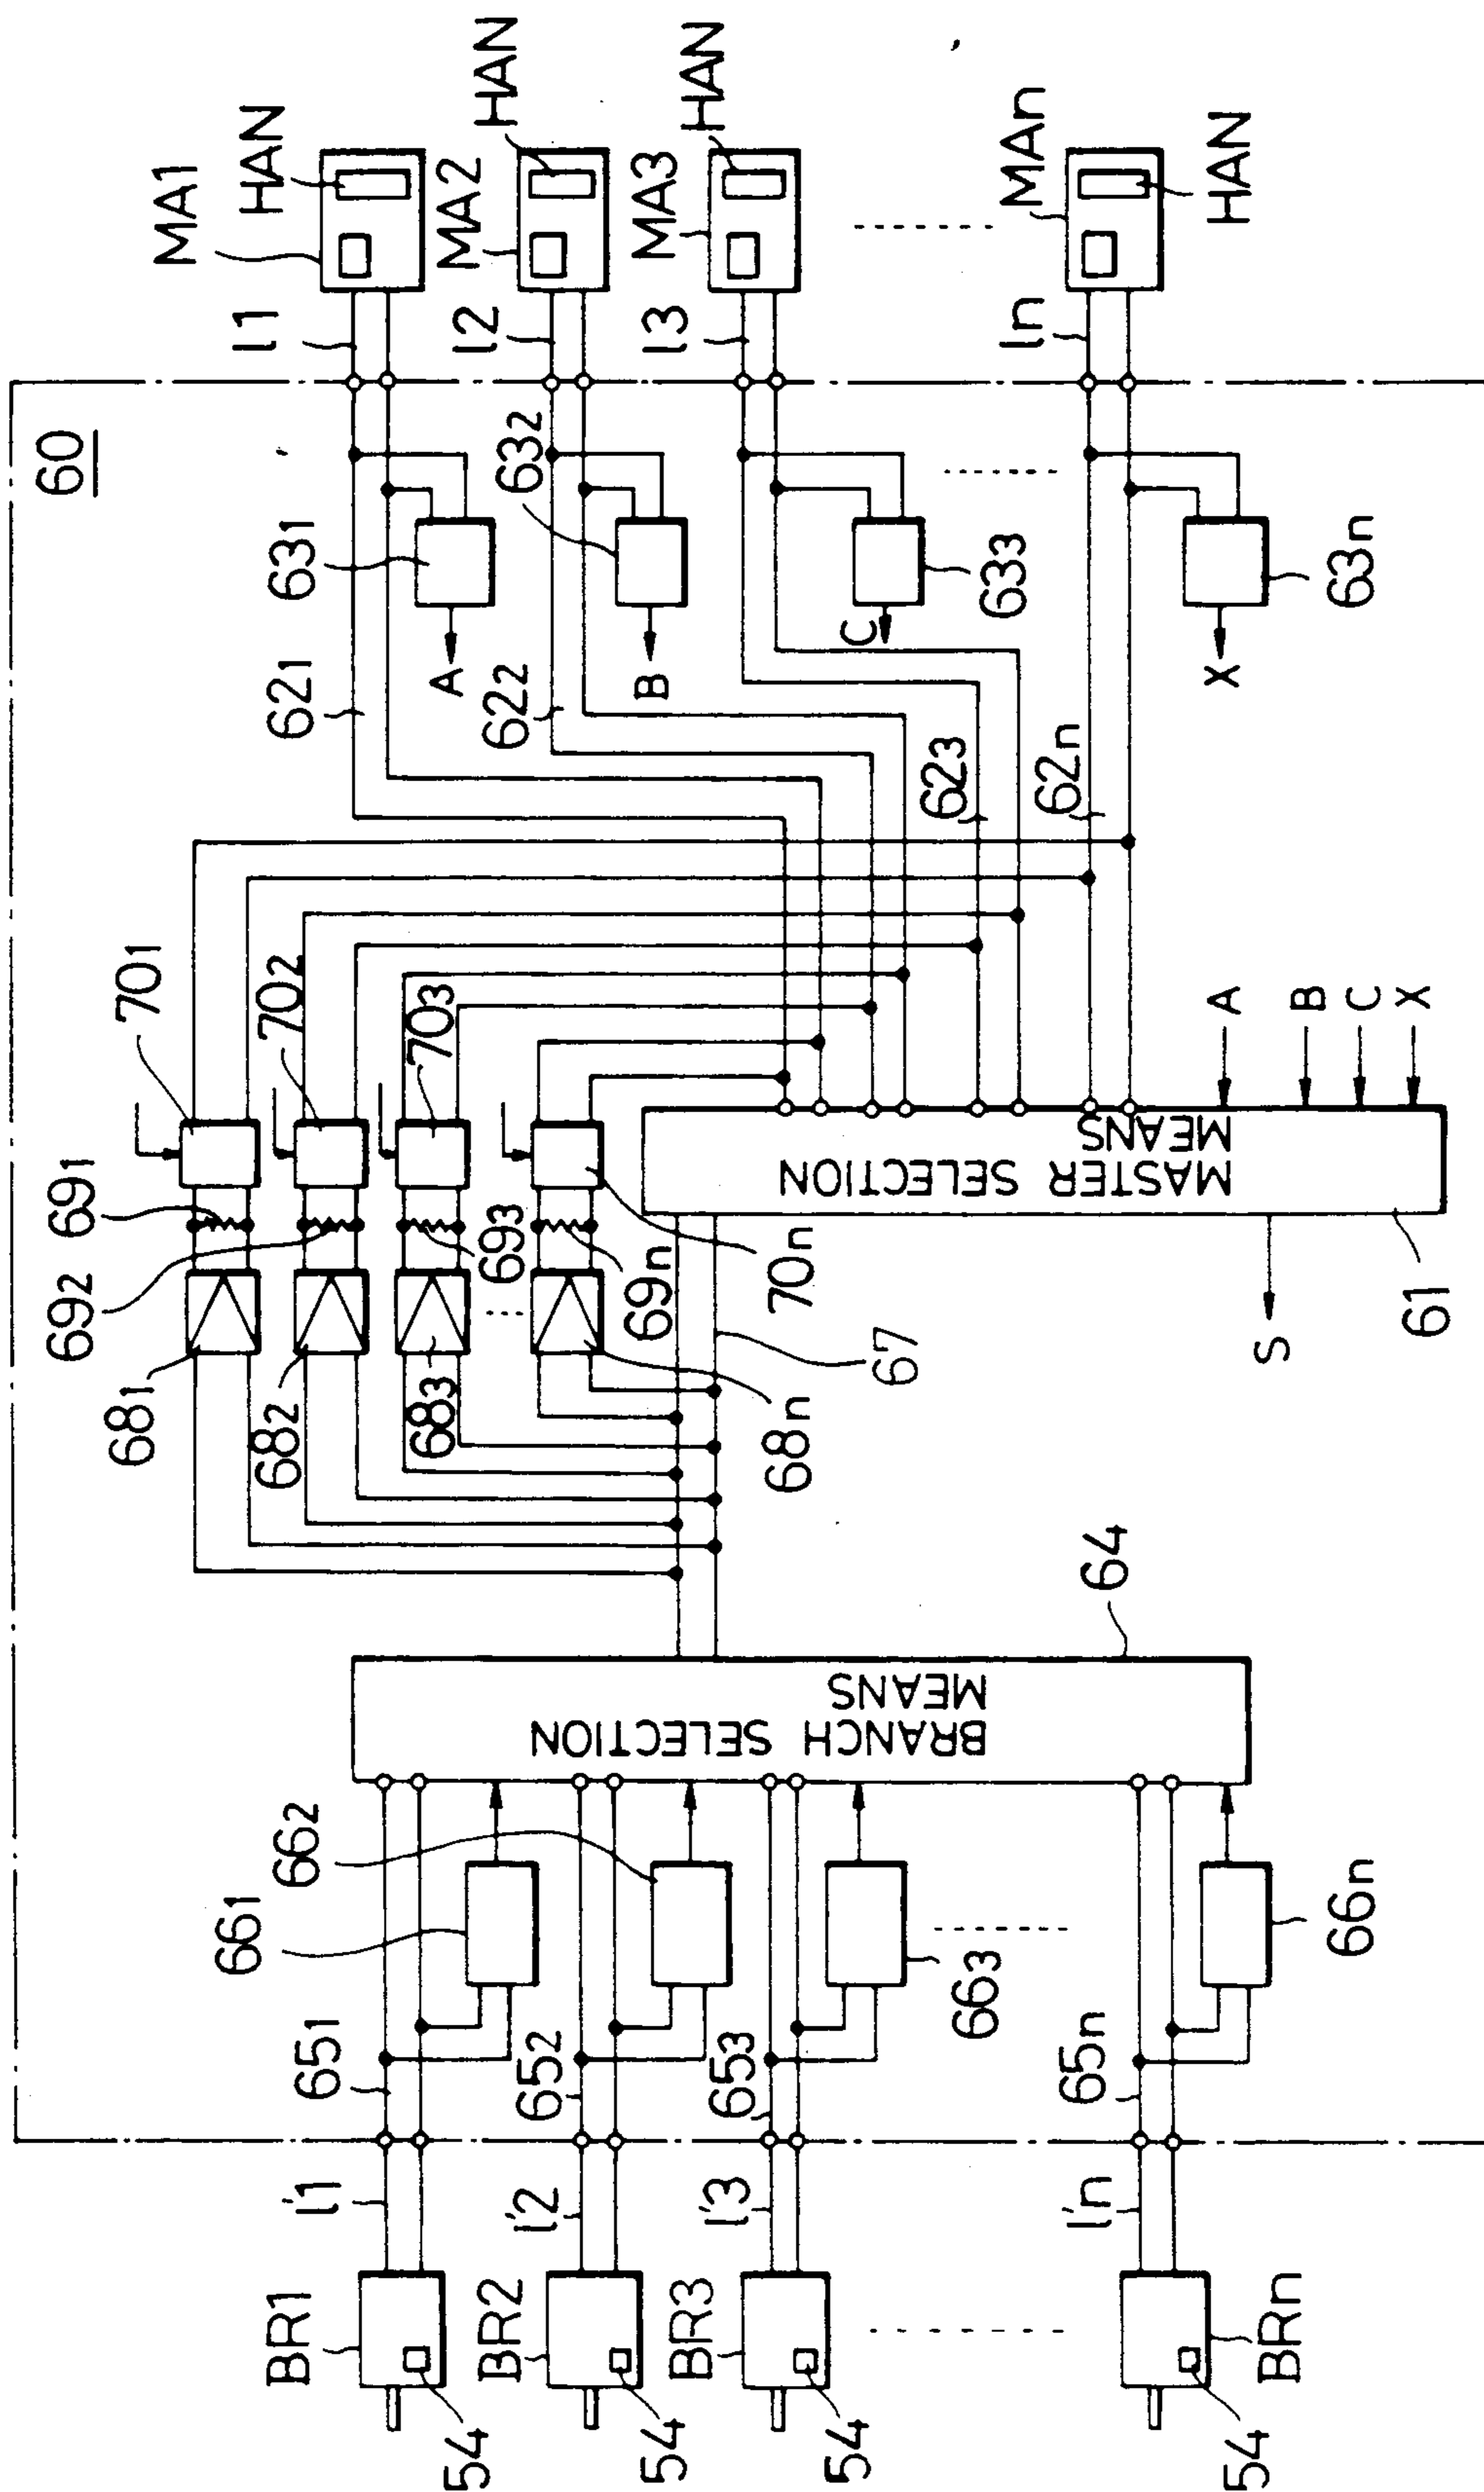 60
MA1
HAN
MA2
HAN
MA3
HAN
MAn
HAN
l1
l2
l3
ln
631
632
633
63n
A
B
C
X
621
622
623
62n
701
702
703
70n
691
692
693
69n
681
682
683
68n
67
MASTER SELECTION
MEANS
A
B
C
X
S
61
BRANCH SELECTION
MEANS
64
661
662
663
66n
651
652
653
65n
l'1
l'2
l'3
l'n
BR1
BR2
BR3
BRn
54
54
54
54